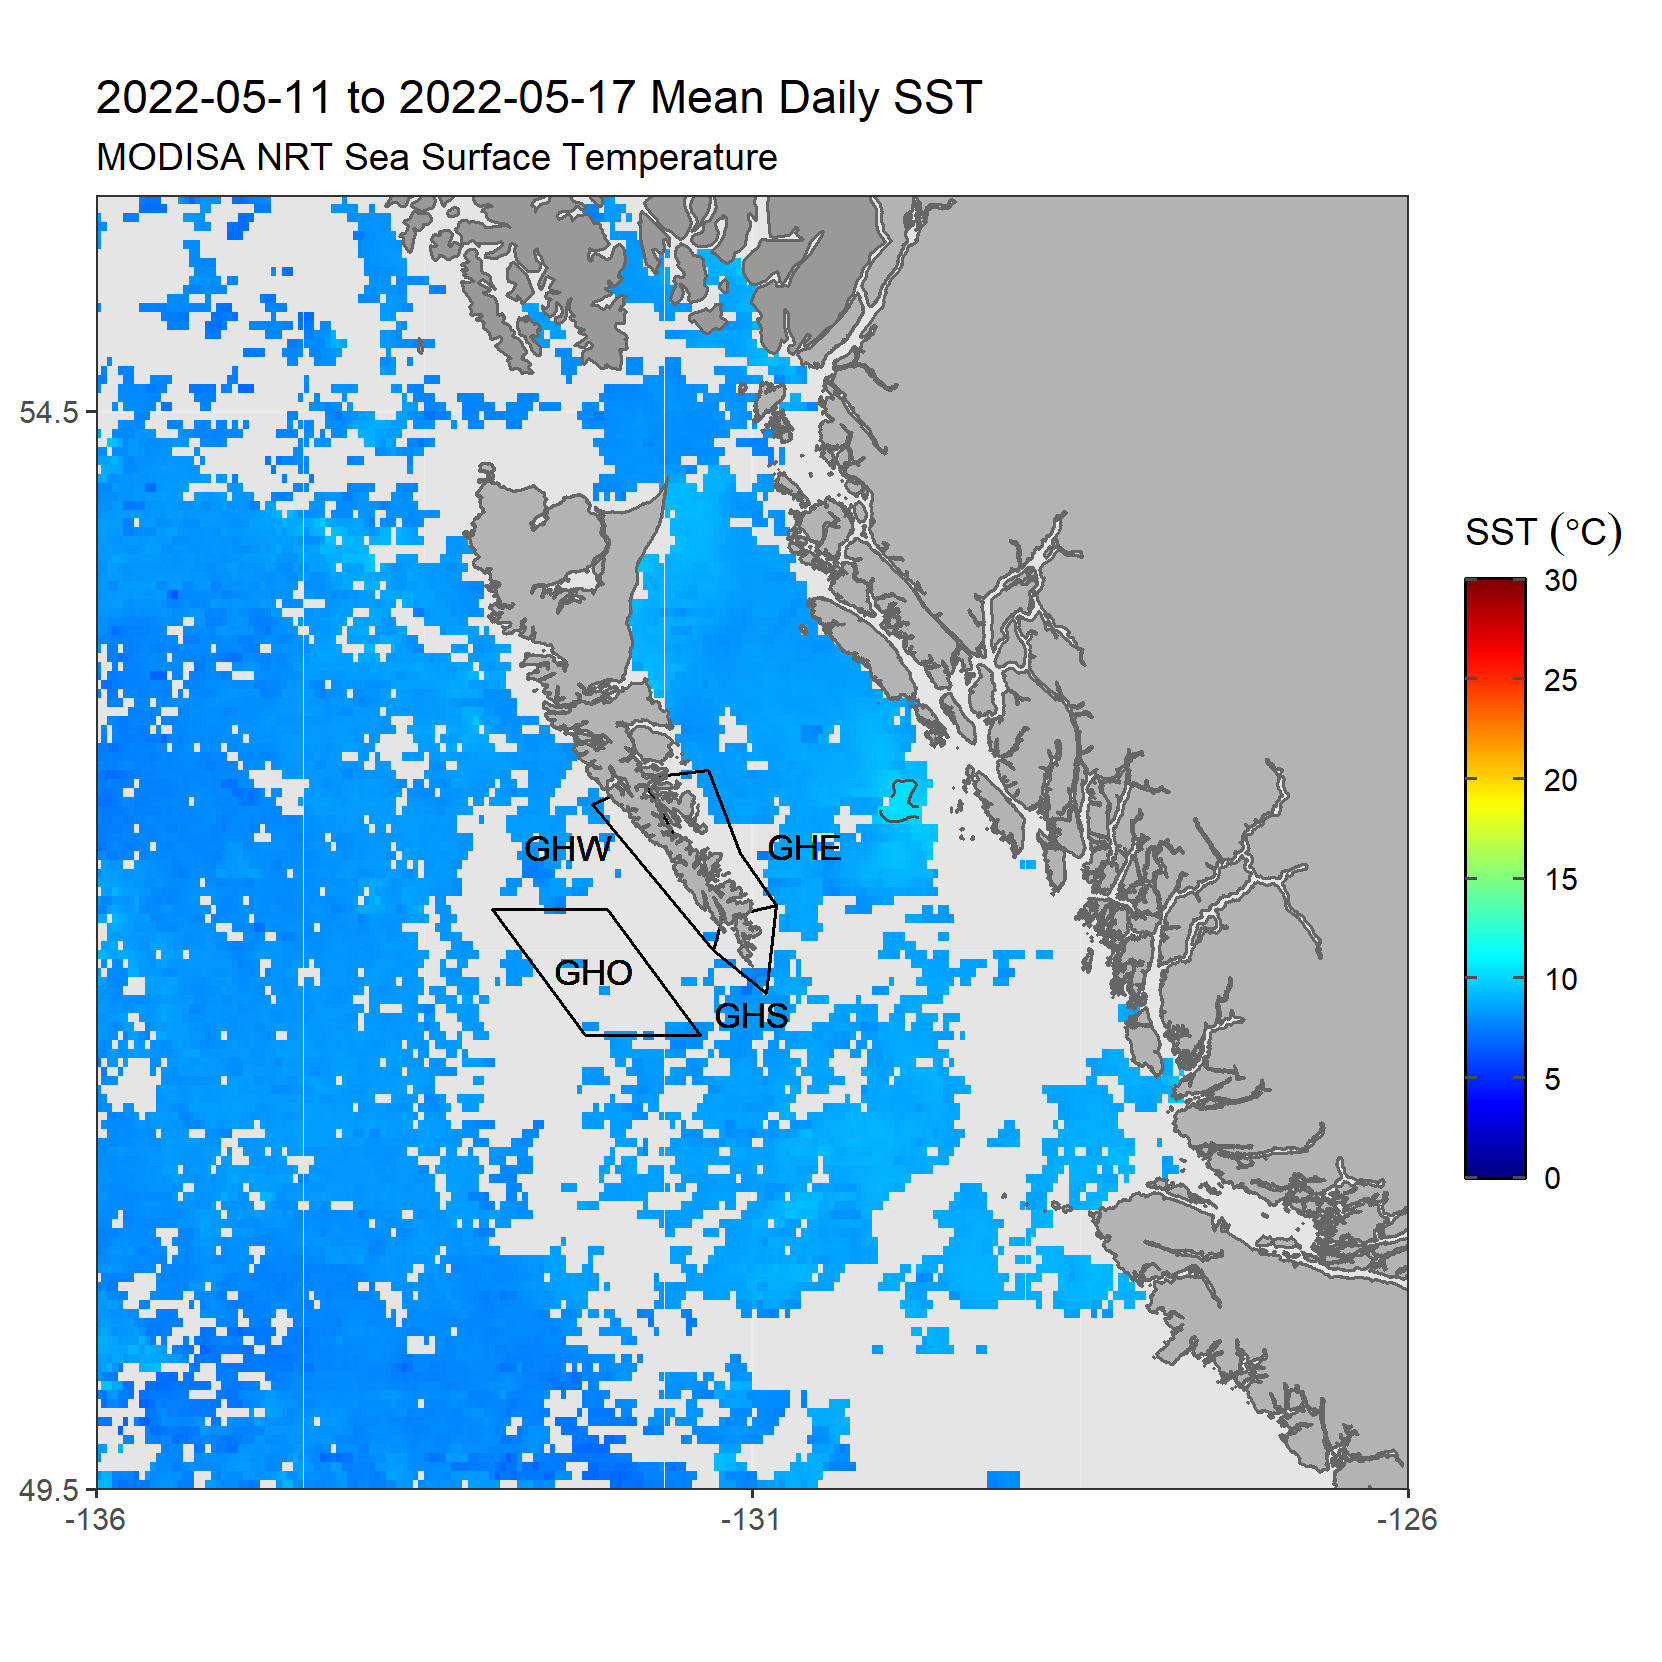 2022-05-11 to 2022-05-17 Mean Daily SST
MODISA NRT Sea Surface Temperature
54.5
49.5
-136
-131
-126
GHW
GHE
GHO
GHS
SST (°C)
30
25
20
15
10
5
0